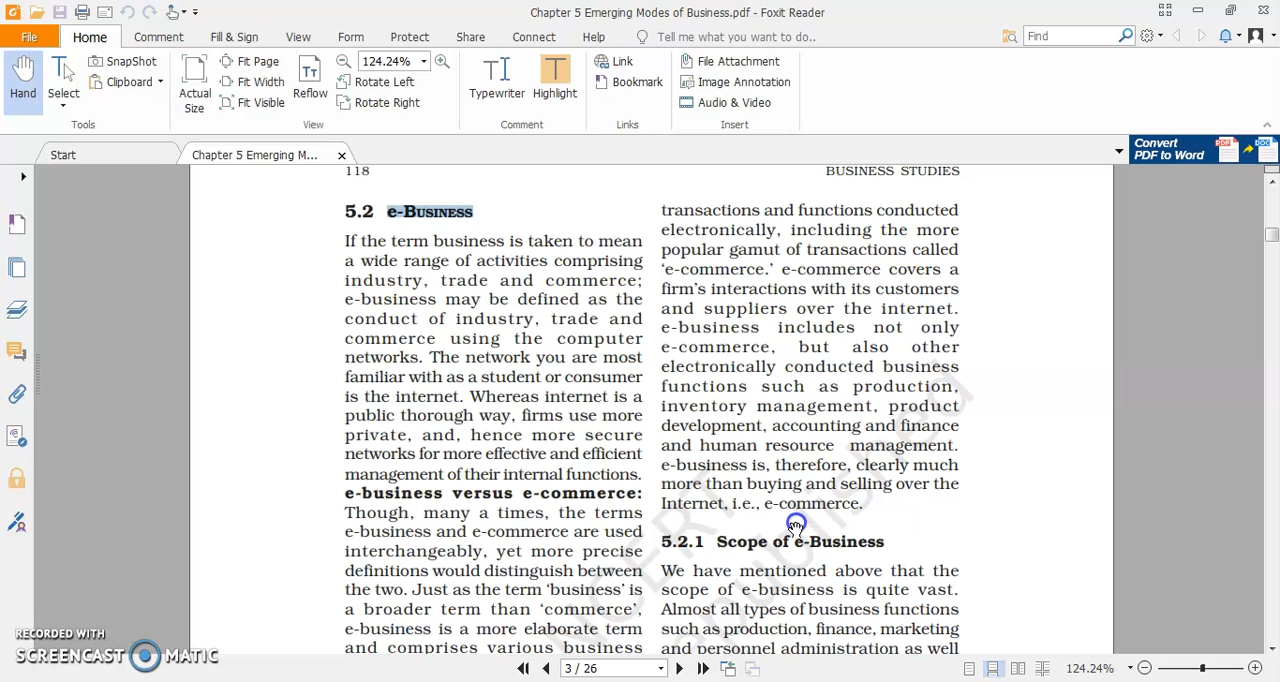 Chapter 5 Emerging Modes of Business.pdf - Foxit Reader
File
Home
Comment
Fill & Sign
View
Form
Protect
Share
Connect
Help
Tell me what you want to do..
Find
Hand
Select
SnapShot
Clipboard
Tools
Actual Size
Fit Page
Fit Width
Fit Visible
Reflow
124.24%
Rotate Left
Rotate Right
View
Typewriter
Highlight
Comment
Link
Bookmark
Links
File Attachment
Image Annotation
Audio & Video
Insert
Start
Chapter 5 Emerging M...
Convert
PDF to Word
118
BUSINESS STUDIES
5.2 e-Business
If the term business is taken to mean
a wide range of activities comprising
industry, trade and commerce;
e-business may be defined as the
conduct of industry, trade and
commerce using the computer
networks. The network you are most
familiar with as a student or consumer
is the internet. Whereas internet is a
public thorough way, firms use more
private, and, hence more secure
networks for more effective and efficient
management of their internal functions.
e-business versus e-commerce:
Though, many a times, the terms
e-business and e-commerce are used
interchangeably, yet more precise
definitions would distinguish between
the two. Just as the term ‘business’ is
a broader term than ‘commerce’,
e-business is a more elaborate term
and comprises various business
transactions and functions conducted
electronically, including the more
popular gamut of transactions called
‘e-commerce.’ e-commerce covers a
firm’s interactions with its customers
and suppliers over the internet.
e-business includes not only
e-commerce, but also other
electronically conducted business
functions such as production,
inventory management, product
development, accounting and finance
and human resource management.
e-business is, therefore, clearly much
more than buying and selling over the
Internet, i.e., e-commerce.
5.2.1 Scope of e-Business
We have mentioned above that the
scope of e-business is quite vast.
Almost all types of business functions
such as production, finance, marketing
and personnel administration as well
NCERT
republished
RECORDED WITH
SCREENCAST MATIC
3 / 26
124.24%